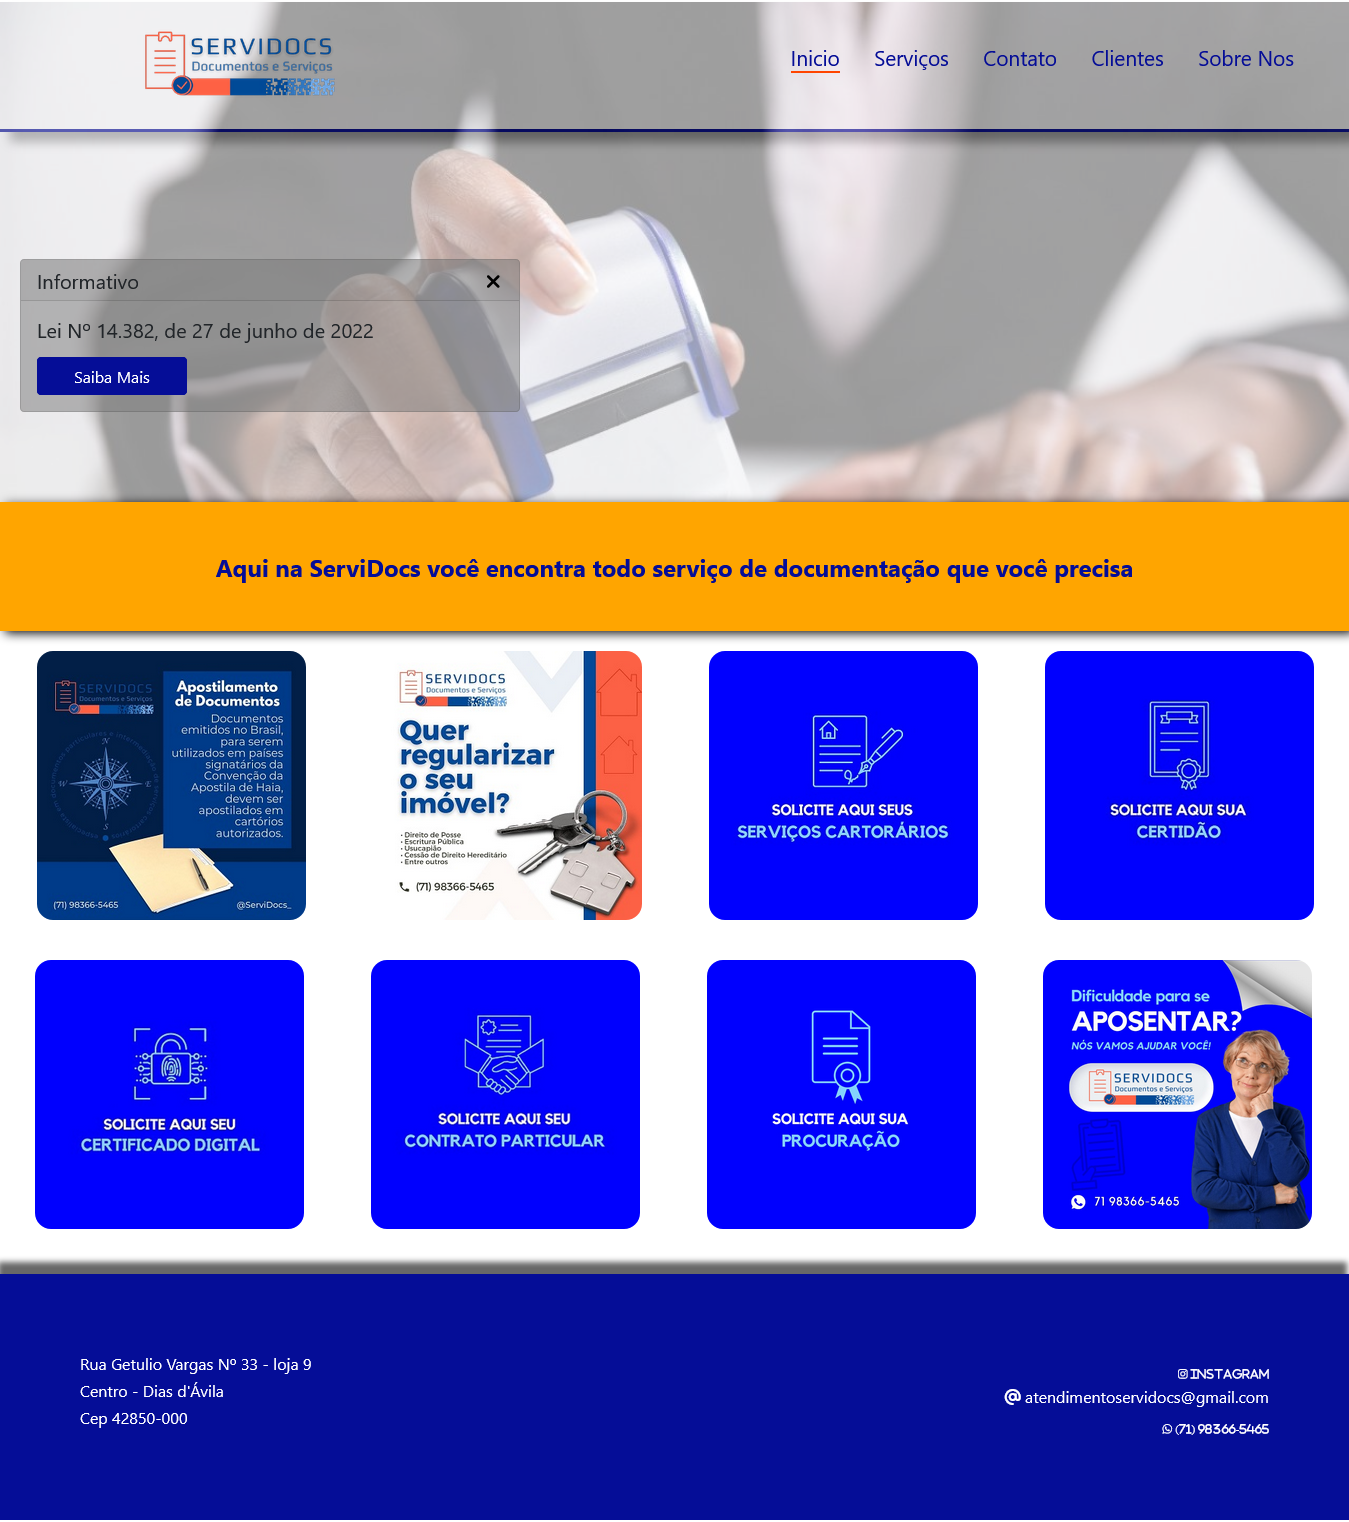 SERVIDOCS
Documentos e Serviços
Inicio
Serviços
Contato
Clientes
Sobre Nos
Informativo
Lei Nº 14.382, de 27 de junho de 2022
Saiba Mais
Aqui na ServiDocs você encontra todo serviço de documentação que você precisa
SERVIDOCS
Documentos e Serviços
Apostilamento
de Documentos
Documentos
emitidos no Brasil,
para serem
utilizados em países
signatários da
Convenção da
Apostila de Haia,
devem ser
apostilados em
cartórios
autorizados.
N
W
E
S
(71) 98366-5465
@ServiDocs_
SERVIDOCS
Documentos e Serviços
Quer
regularizar
o seu
imóvel?
• Direito de Posse
• Escritura Pública
• Usucapião
• Cessão de Direito Hereditário
• Entre outros
(71) 98366-5465
SOLICITE AQUI SEUS
SERVIÇOS CARTORÁRIOS
SOLICITE AQUI SUA
CERTIDÃO
SOLICITE AQUI SEU
CERTIFICADO DIGITAL
SOLICITE AQUI SEU
CONTRATO PARTICULAR
SOLICITE AQUI SUA
PROCURAÇÃO
Dificuldade para se
APOSENTAR?
NÓS VAMOS AJUDAR VOCÊ!
SERVIDOCS
Documentos e Serviços
71 98366-5465
Rua Getulio Vargas Nº 33 - loja 9
Centro - Dias d'Ávila
Cep 42850-000
INSTAGRAM
atendimentoservidocs@gmail.com
(71) 98366-5465